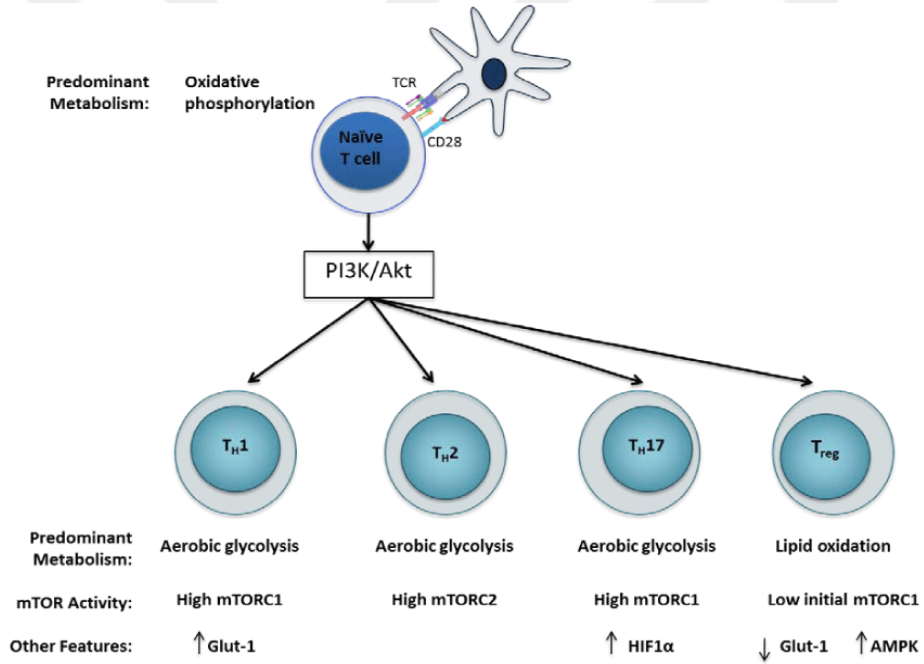 Predominant Oxidative
Metabolism: phosphorylation
TCR
CD28
Naïve
T cell
PI3K/Akt
TH1 TH2 TH17 Treg
Predominant
Metabolism: Aerobic glycolysis Aerobic glycolysis Aerobic glycolysis Lipid oxidation
mTOR Activity: High mTORC1 High mTORC2 High mTORC1 Low initial mTORC1
Other Features: ↑ Glut-1 ↑ HIF1α ↓ Glut-1 ↑ AMPK